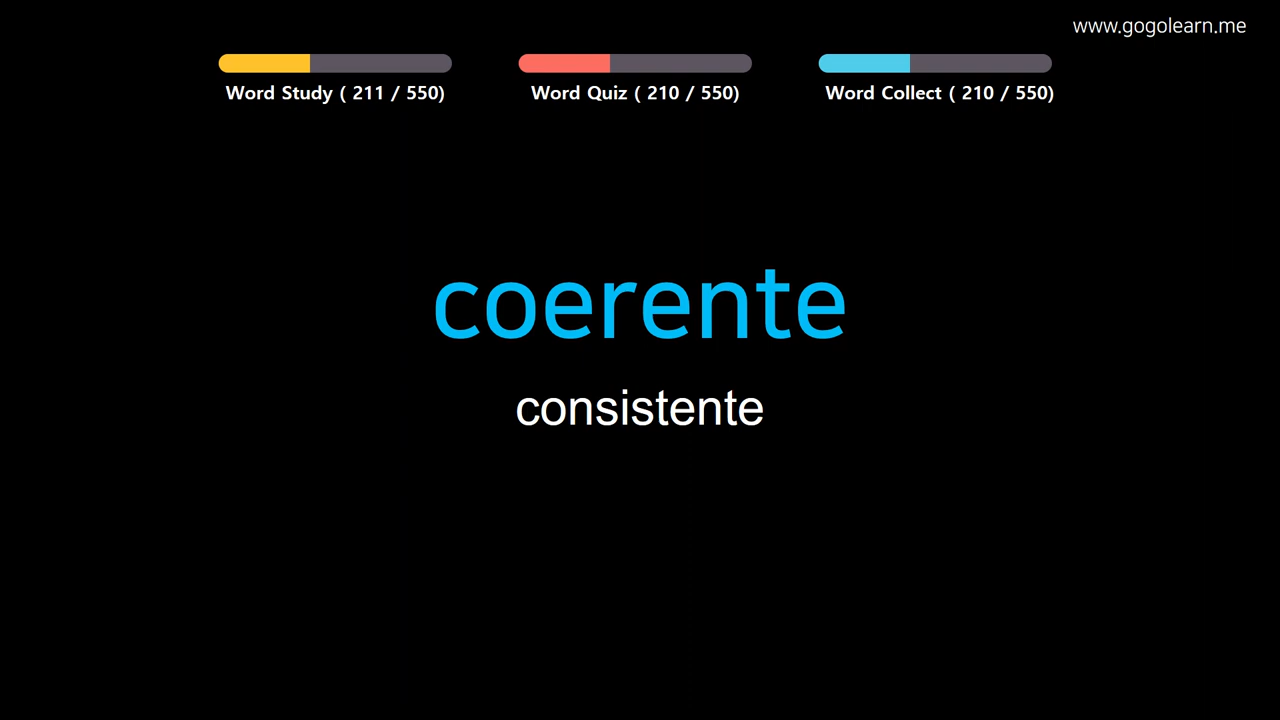 www.gogolearn.me
Word Study ( 211 / 550)
Word Quiz ( 210 / 550)
Word Collect ( 210 / 550)
coerente
consistente